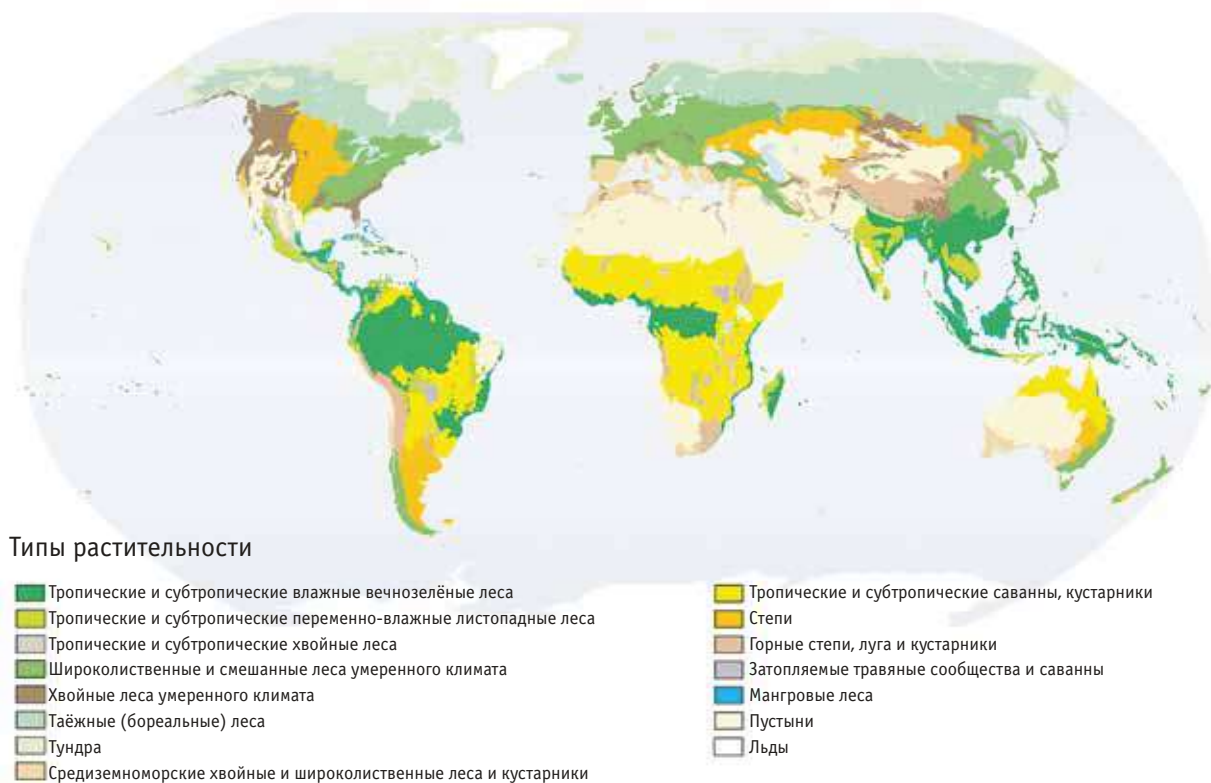 Типы растительности
Тропические и субтропические влажные вечнозелёные леса
Тропические и субтропические переменно-влажные листопадные леса
Тропические и субтропические хвойные леса
Широколиственные и смешанные леса умеренного климата
Хвойные леса умеренного климата
Таёжные (бореальные) леса
Тундра
Средиземноморские хвойные и широколиственные леса и кустарники
Тропические и субтропические саванны, кустарники
Степи
Горные степи, луга и кустарники
Затопляемые травяные сообщества и саванны
Мангровые леса
Пустыни
Льды